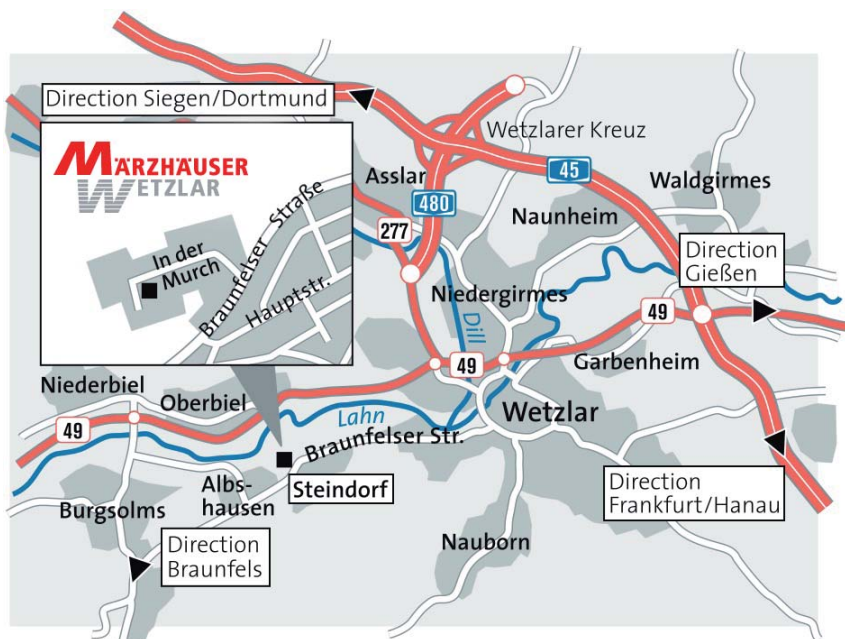 Direction Siegen/Dortmund
MÄRZHÄUSER
WETZLAR
In der
Murch
Braunfelser Straße
Hauptstr.
Wetzlarer Kreuz
Asslar
45
480
277
Waldgirmes
Naunheim
Direction
Gießen
Niedergirmes
Dill
49
49
Garbenheim
Niederbiel
Oberbiel
Lahn
49
Wetzlar
Braunfelser Str.
Albs-
hausen
Steindorf
Burgsolms
Direction
Braunfels
Nauborn
Direction
Frankfurt/Hanau